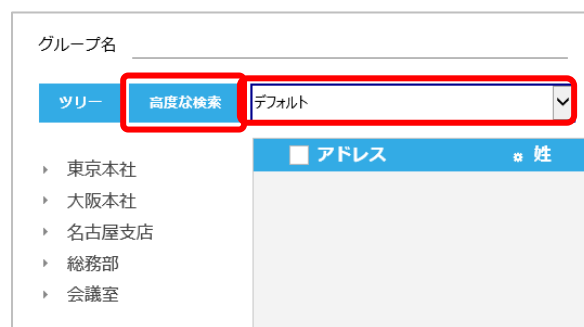 グループ名
ツリー 高度な検索 デフォルト
アドレス 姓
東京本社
大阪本社
名古屋支店
総務部
会議室